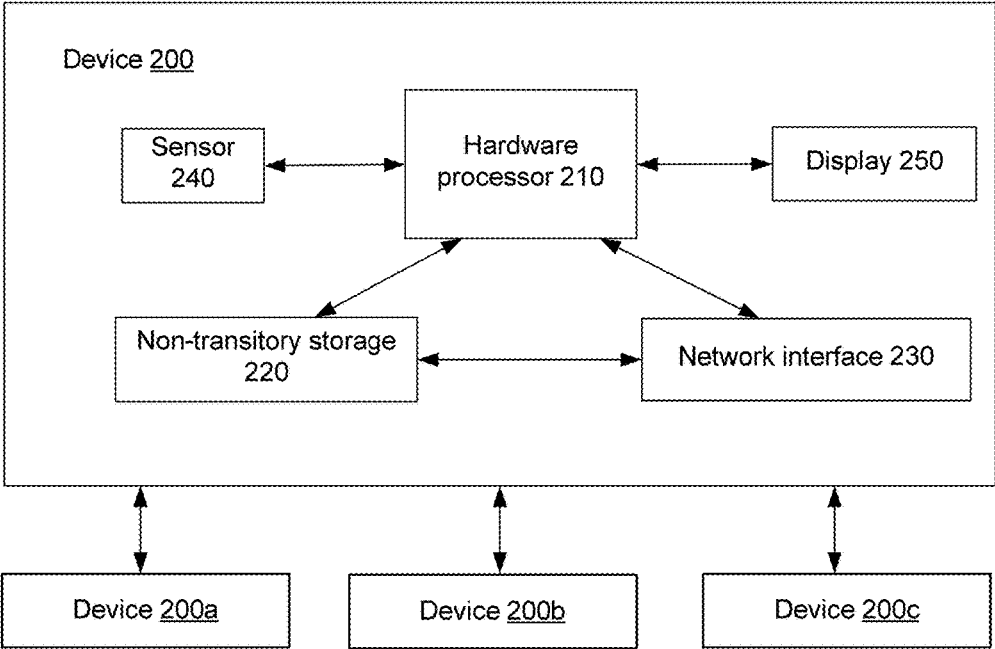 Device 200
Sensor
240
Hardware
processor 210
Display 250
Non-transitory storage
220
Network interface 230
Device 200a
Device 200b
Device 200c